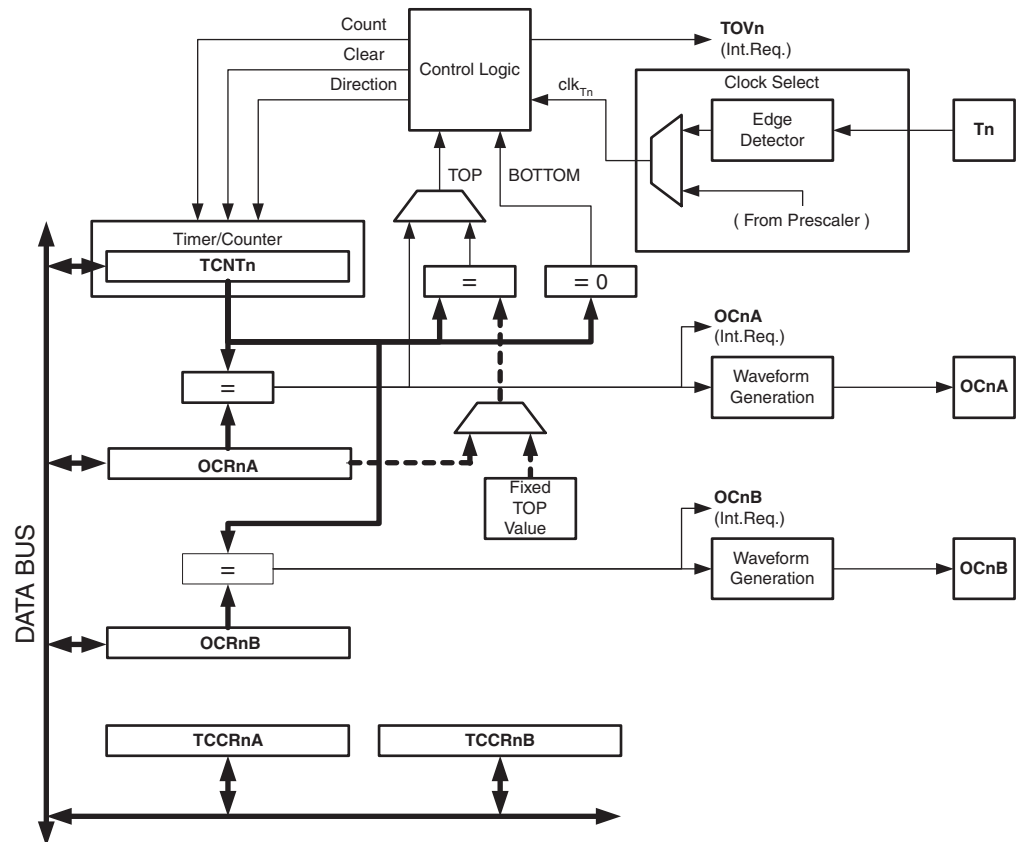 Count
Clear
Direction
Control Logic
TOVn
(Int.Req.)
clkTn
Clock Select
Edge
Detector
Tn
( From Prescaler )
TOP
BOTTOM
Timer/Counter
TCNTn
=
= 0
OCnA
(Int.Req.)
=
Waveform
Generation
OCnA
OCRnA
Fixed
TOP
Value
OCnB
(Int.Req.)
=
Waveform
Generation
OCnB
DATA BUS
OCRnB
TCCRnA
TCCRnB